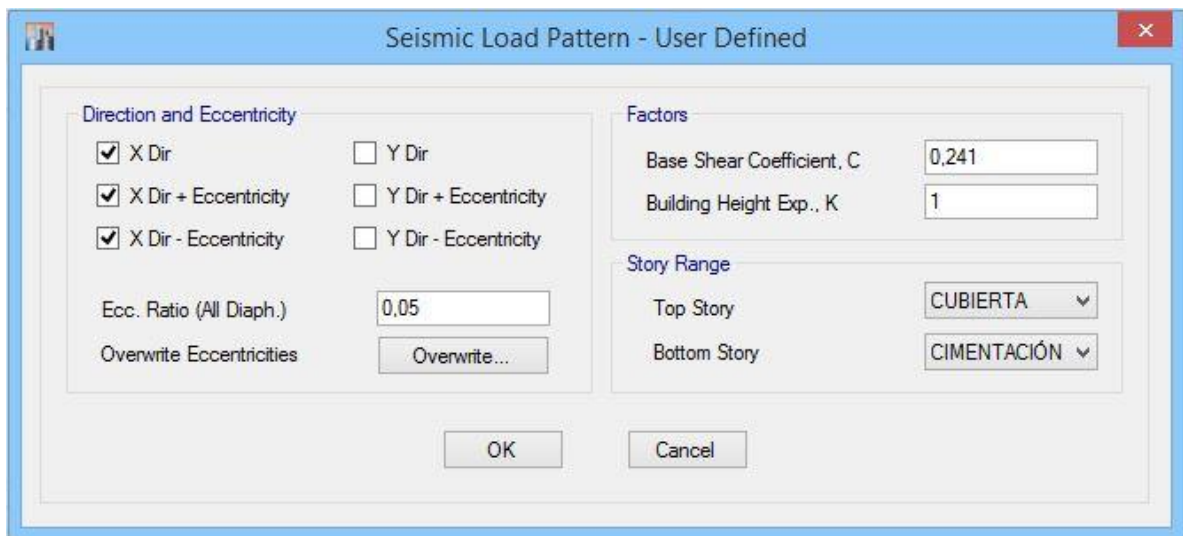 Seismic Load Pattern - User Defined
Direction and Eccentricity
X Dir
Y Dir
X Dir + Eccentricity
Y Dir + Eccentricity
X Dir - Eccentricity
Y Dir - Eccentricity
Ecc. Ratio (All Diaph.)
0,05
Overwrite Eccentricities
Overwrite...
Factors
Base Shear Coefficient, C
0,241
Building Height Exp., K
1
Story Range
Top Story
CUBIERTA
Bottom Story
CIMENTACIÓN
OK
Cancel